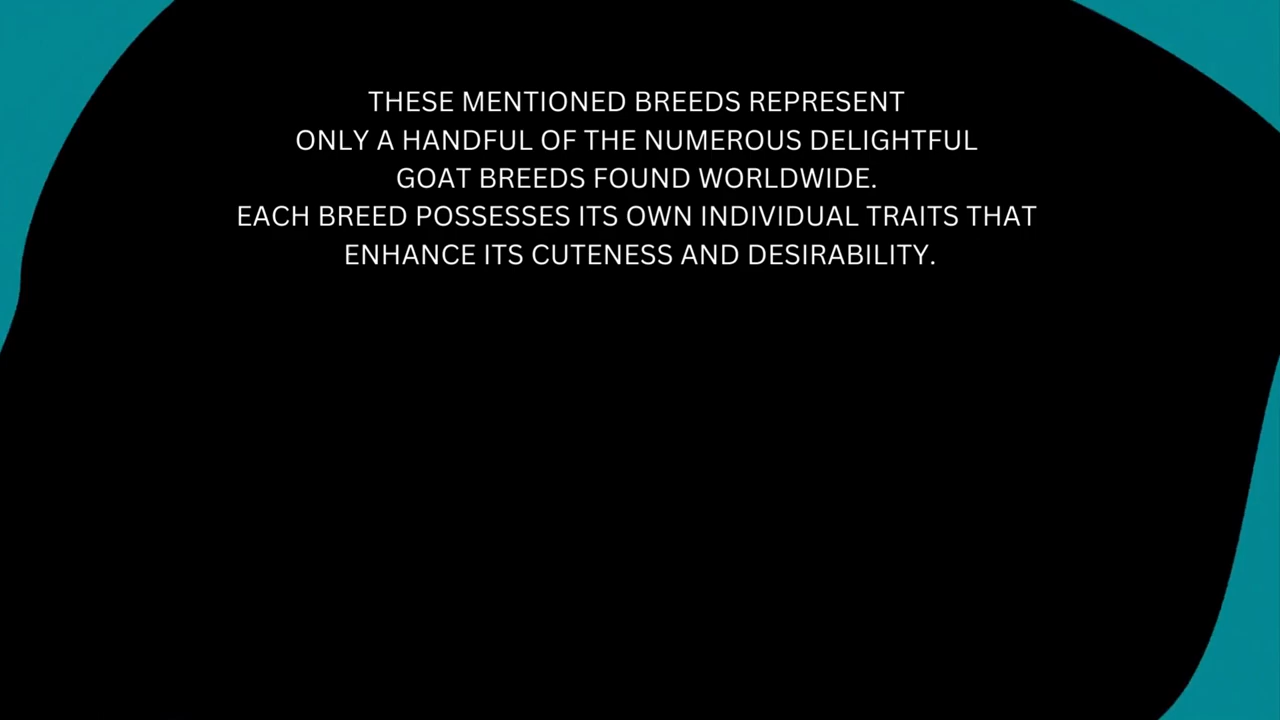 THESE MENTIONED BREEDS REPRESENT
ONLY A HANDFUL OF THE NUMEROUS DELIGHTFUL
GOAT BREEDS FOUND WORLDWIDE.
EACH BREED POSSESSES ITS OWN INDIVIDUAL TRAITS THAT
ENHANCE ITS CUTENESS AND DESIRABILITY.